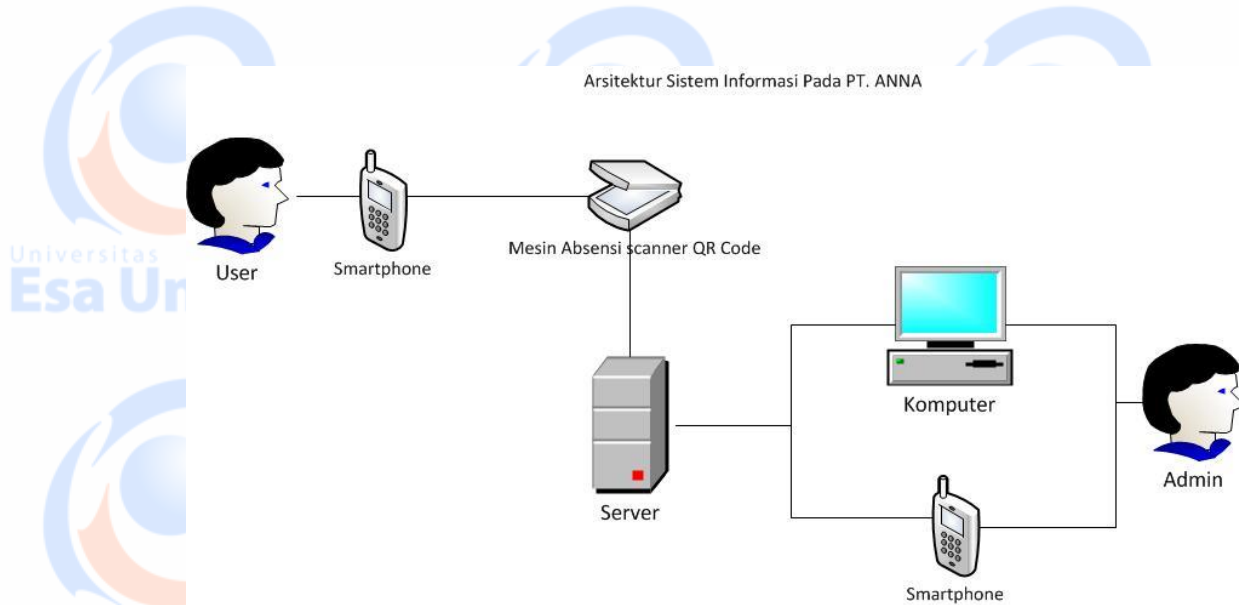 Arsitektur Sistem Informasi Pada PT. ANNA
Mesin Absensi scanner QR Code
User
Smartphone
Universitas
Esa Un
Komputer
Admin
Server
Smartphone